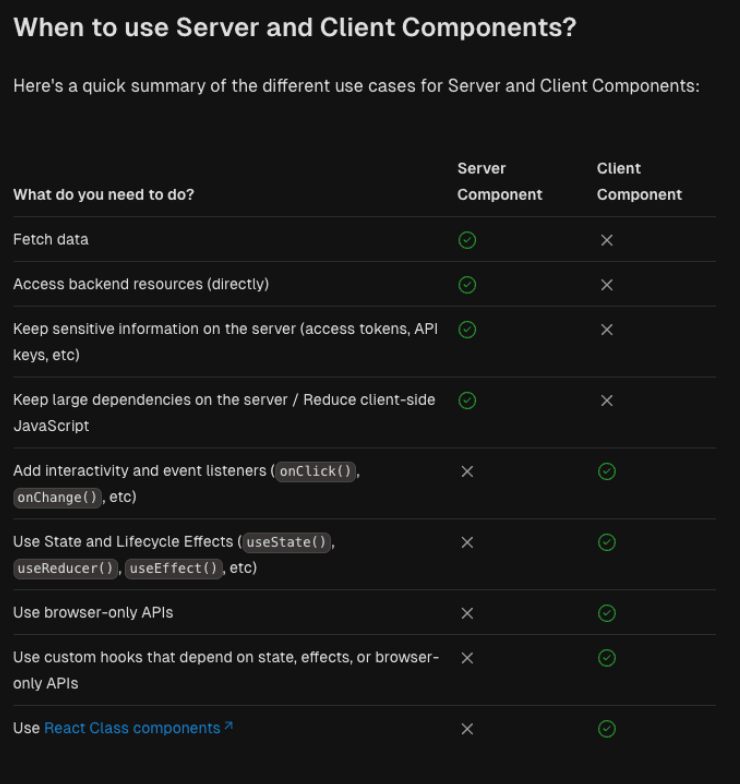 When to use Server and Client Components?
Here's a quick summary of the different use cases for Server and Client Components:
Server Client
What do you need to do? Component Component
Fetch data
Access backend resources (directly)
Keep sensitive information on the server (access tokens, API
keys, etc)
Keep large dependencies on the server / Reduce client-side
JavaScript
Add interactivity and event listeners (onClick(),
onChange(), etc)
Use State and Lifecycle Effects (useState(),
useReducer(), useEffect(), etc)
Use browser-only APIs
Use custom hooks that depend on state, effects, or browser-
only APIs
Use React Class components